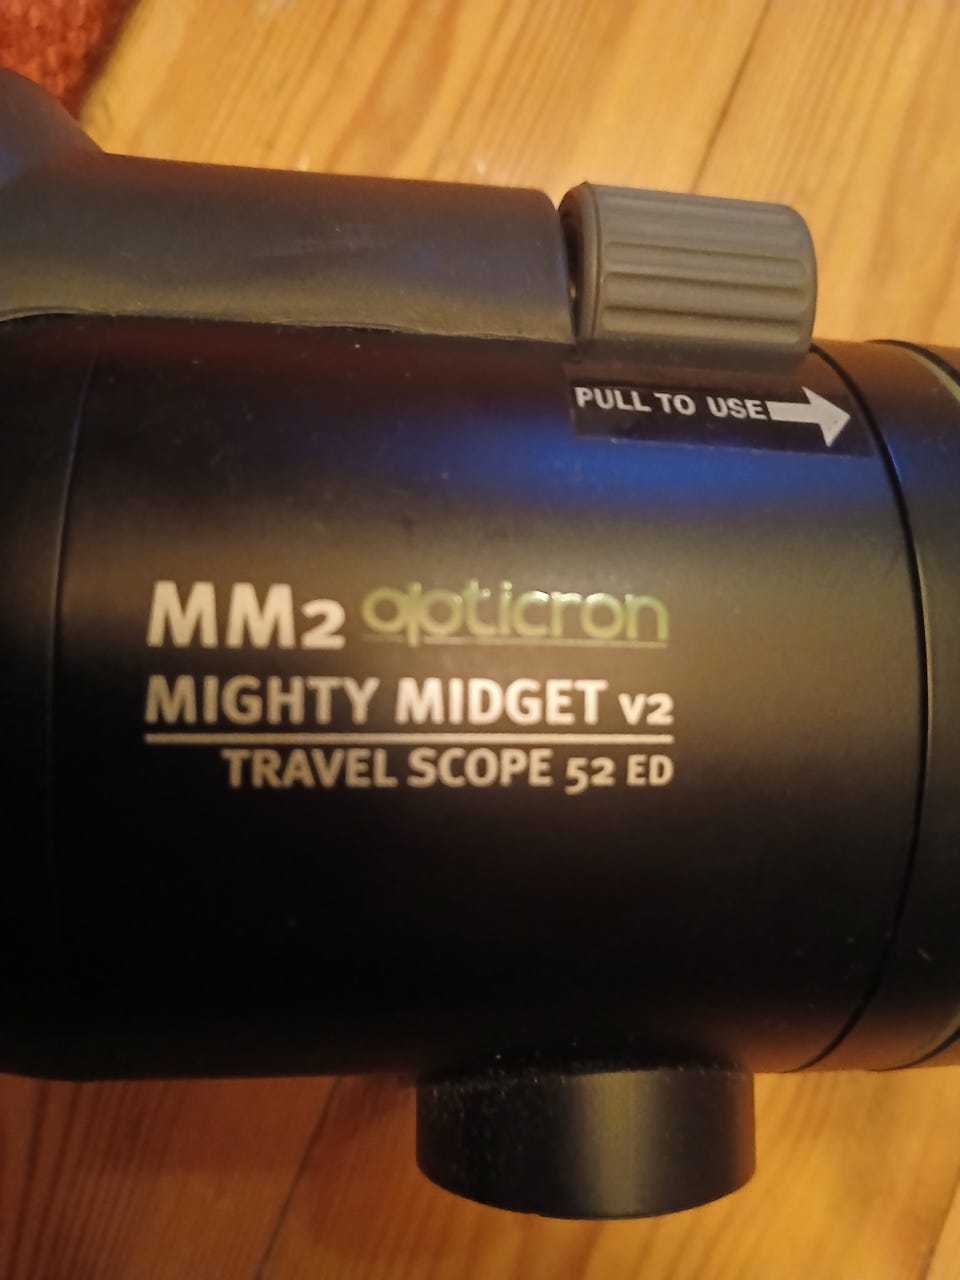 PULL TO USE
MM2 opticron
MIGHTY MIDGET v2
TRAVEL SCOPE 52 ED